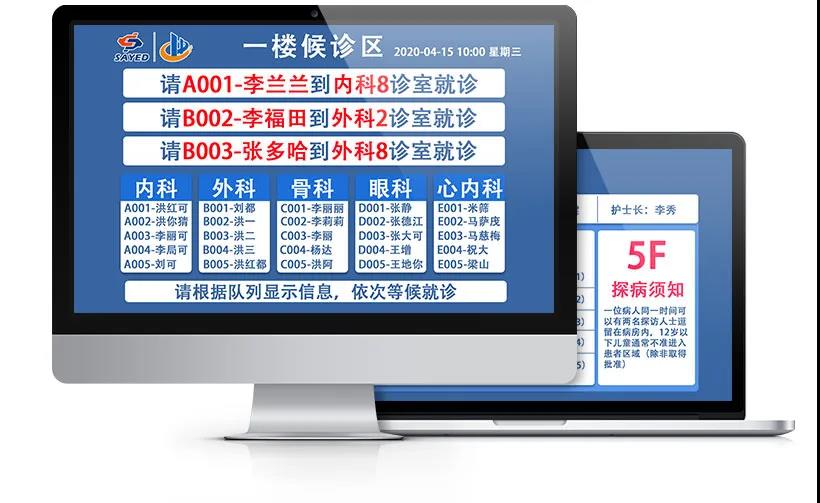 SAYED
一楼候诊区 2020-04-15 10:00 星期三
请A001-李兰兰到内科8诊室就诊
请B002-李福田到外科2诊室就诊
请B003-张多哈到外科8诊室就诊
内科 外科 骨科 眼科 心内科
A001-洪红可 B001-刘都 C001-李丽丽 D001-张静 E001-米筛
A002-洪你猜 B002-洪一 C002-李莉莉 D002-张德江 E002-马萨庋
A003-李丽可 B003-洪二 C003-李丽 D003-张大可 E003-马慈梅
A004-李局可 B004-洪三 C004-杨达 D004-王增 E004-祝大
A005-刘可 B005-洪红都 C005-洪阿 D005-王地你 E005-梁山
请根据队列显示信息，依次等候就诊
护士长：李秀
5F
探病须知
一位病人同一时间可
以有两名探访人士逗
留在病房内，12岁以
下儿童通常不准进入
患者区域（除非取得
批准）
1）
2）
3）
4）
5）